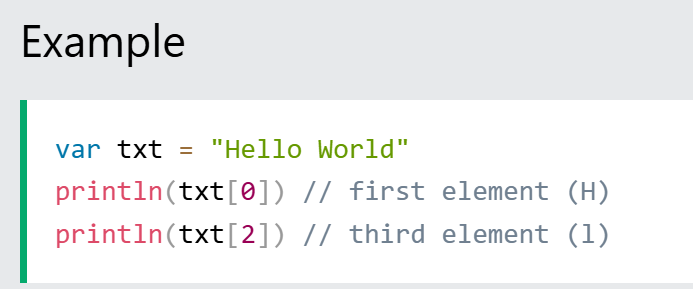 Example
var txt = "Hello World"
println(txt[0]) // first element (H)
println(txt[2]) // third element (l)